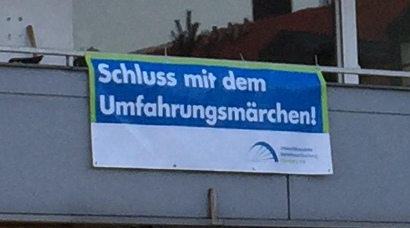 Schluss mit dem
Umfahrungsmärchen!